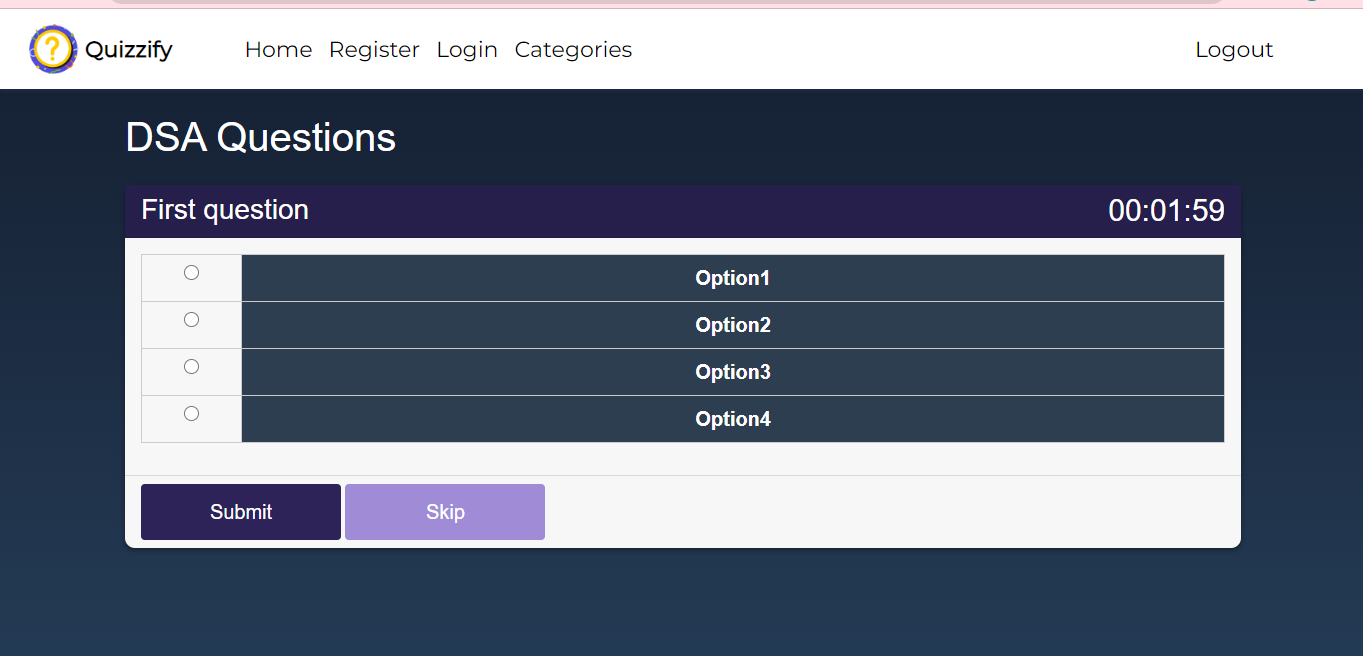 ? Quizzify Home Register Login Categories Logout
DSA Questions
First question 00:01:59
Option1
Option2
Option3
Option4
Submit Skip